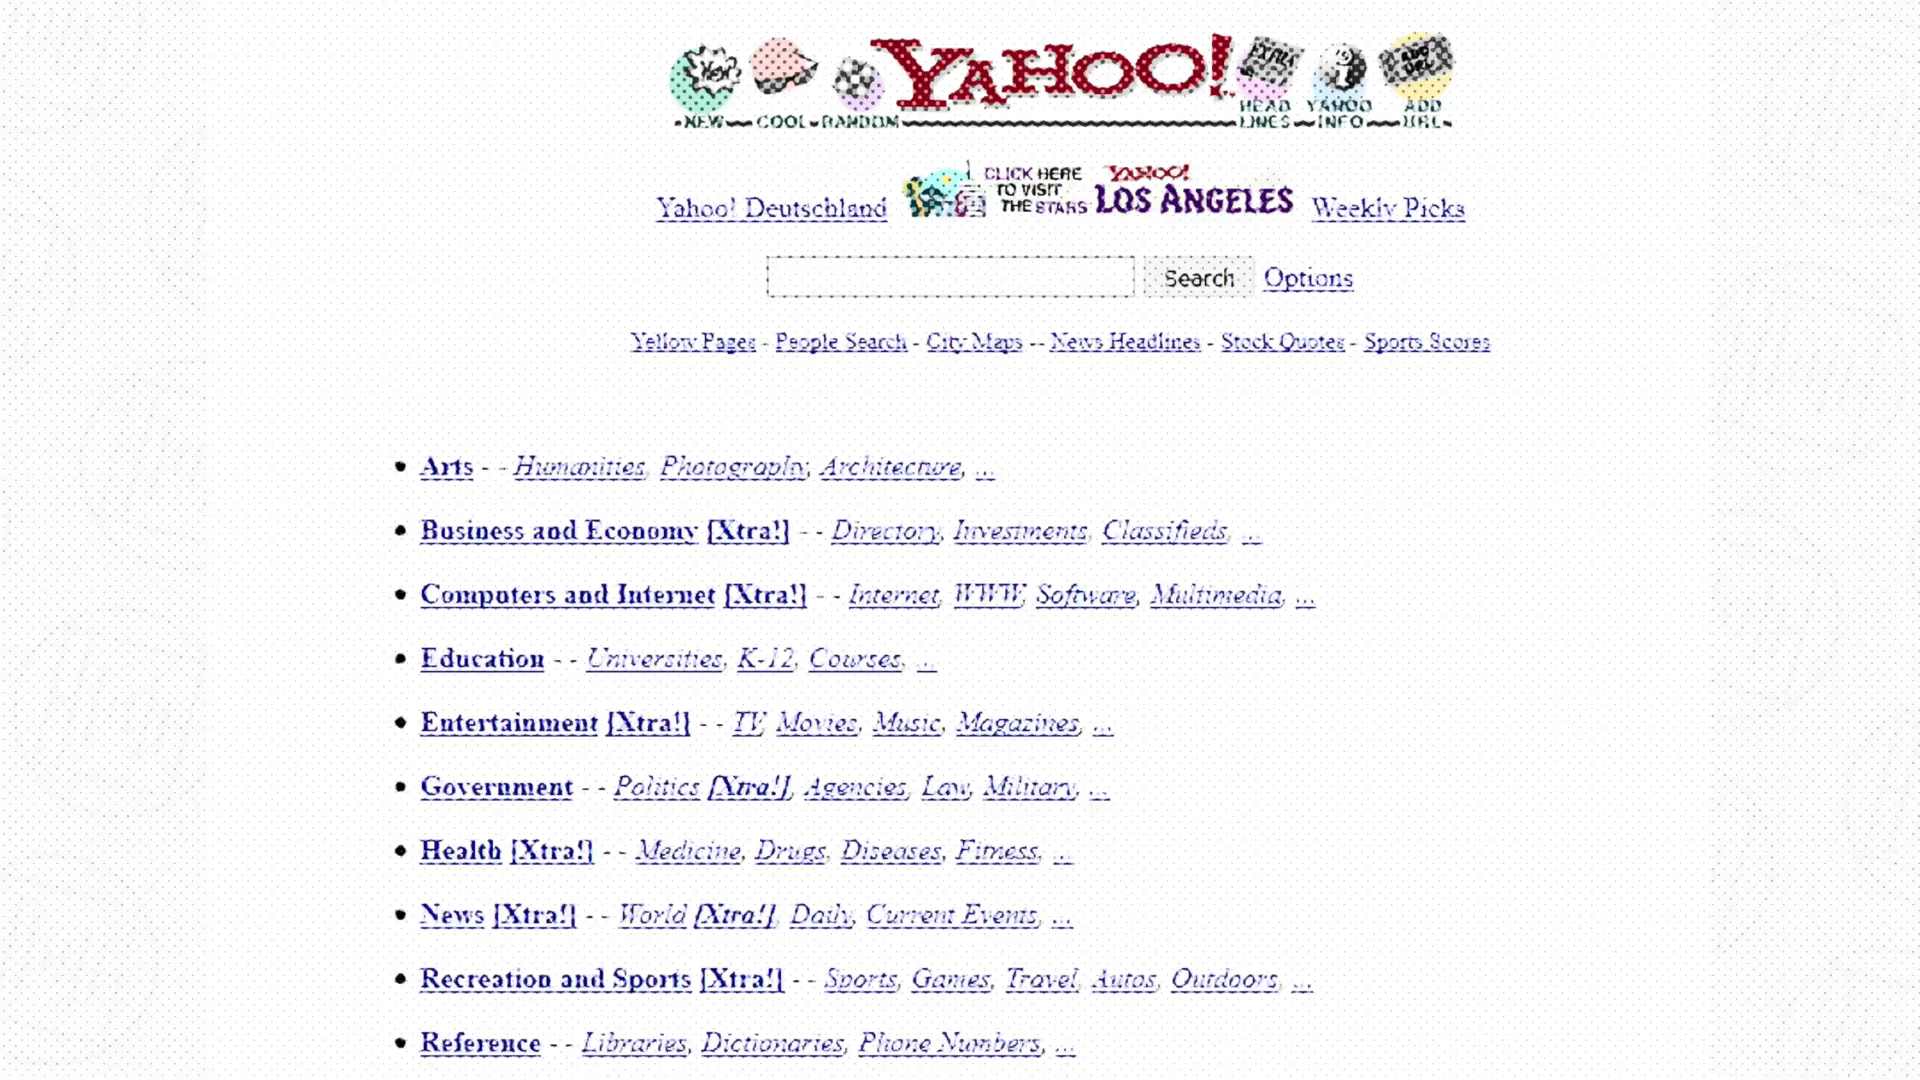 NEW COOL RANDOM YAHOO! HEAD LINES YAHOO INFO ADD URL
Yahoo! Deutschland CLICK HERE TO VISIT THE STARS YAHOO! LOS ANGELES Weekly Picks
Search Options
Yellow Pages - People Search - City Maps -- News Headlines - Stock Quotes - Sports Scores
• Arts - - Humanities, Photography, Architecture, ...
• Business and Economy [Xtra!] - - Directory, Investments, Classifieds, ...
• Computers and Internet [Xtra!] - - Internet, WWW, Software, Multimedia, ...
• Education - - Universities, K-12, Courses, ...
• Entertainment [Xtra!] - - TV, Movies, Music, Magazines, ...
• Government - - Politics [Xtra!], Agencies, Law, Military, ...
• Health [Xtra!] - - Medicine, Drugs, Diseases, Fitness, ...
• News [Xtra!] - - World [Xtra!], Daily, Current Events, ...
• Recreation and Sports [Xtra!] - - Sports, Games, Travel, Autos, Outdoors, ...
• Reference - - Libraries, Dictionaries, Phone Numbers, ...